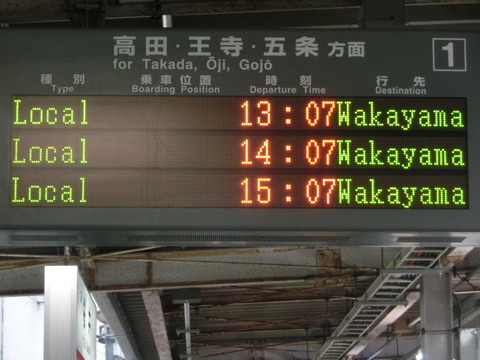 高田・王寺・五条 方面
for Takada, Ōji, Gojō
1
種別 乗車位置 時刻 行先
Type Boarding Position Departure Time Destination
Local 13:07 Wakayama
Local 14:07 Wakayama
Local 15:07 Wakayama